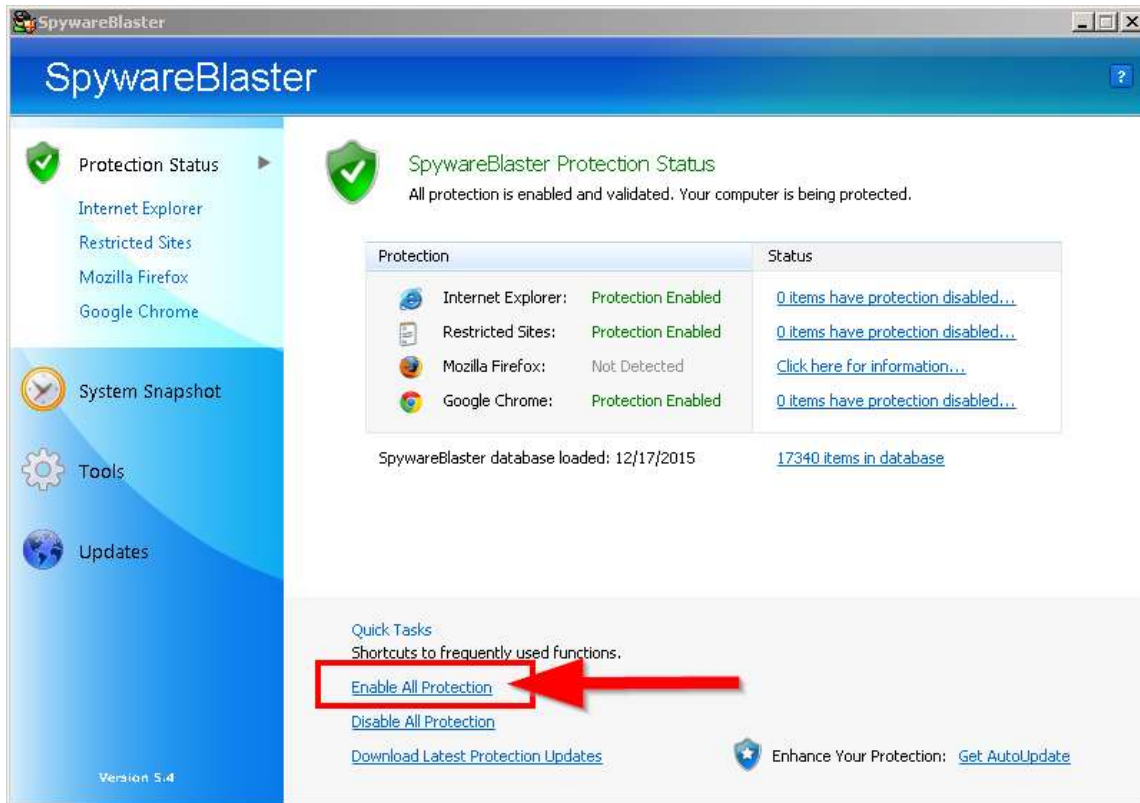 SpywareBlaster
SpywareBlaster
?
Protection Status
Internet Explorer
Restricted Sites
Mozilla Firefox
Google Chrome
System Snapshot
Tools
Updates
Version 5.4
SpywareBlaster Protection Status
All protection is enabled and validated. Your computer is being protected.
Protection Status
Internet Explorer: Protection Enabled 0 items have protection disabled...
Restricted Sites: Protection Enabled 0 items have protection disabled...
Mozilla Firefox: Not Detected Click here for information...
Google Chrome: Protection Enabled 0 items have protection disabled...
SpywareBlaster database loaded: 12/17/2015 17340 items in database
Quick Tasks
Shortcuts to frequently used functions.
Enable All Protection
Disable All Protection
Download Latest Protection Updates
Enhance Your Protection: Get AutoUpdate